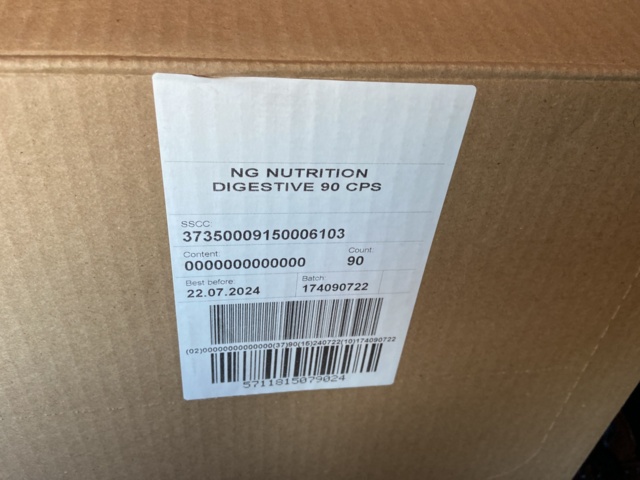 NG NUTRITION
DIGESTIVE 90 CPS
SSCC:
37350009150006103
Content: Count:
0000000000000 90
Best before: Batch:
22.07.2024 174090722
(02)00000000000000(37)90(15)240722(10)174090722
5711815079024